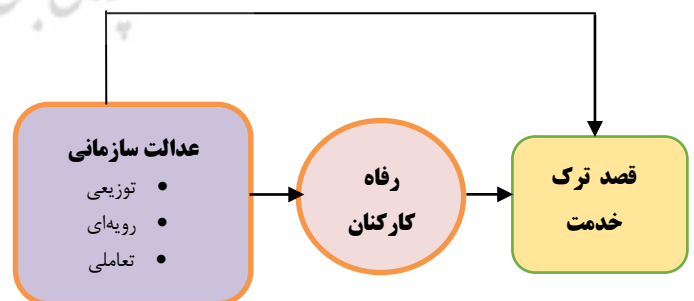 عدالت سازمانی
• توزیعی
• رویه‌ای
• تعاملی
رفاه
کارکنان
قصد ترک
خدمت